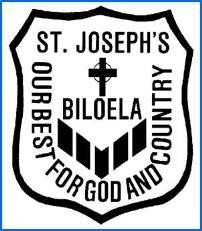 ST. JOSEPH'S
BILOELA
OUR BEST FOR GOD AND COUNTRY